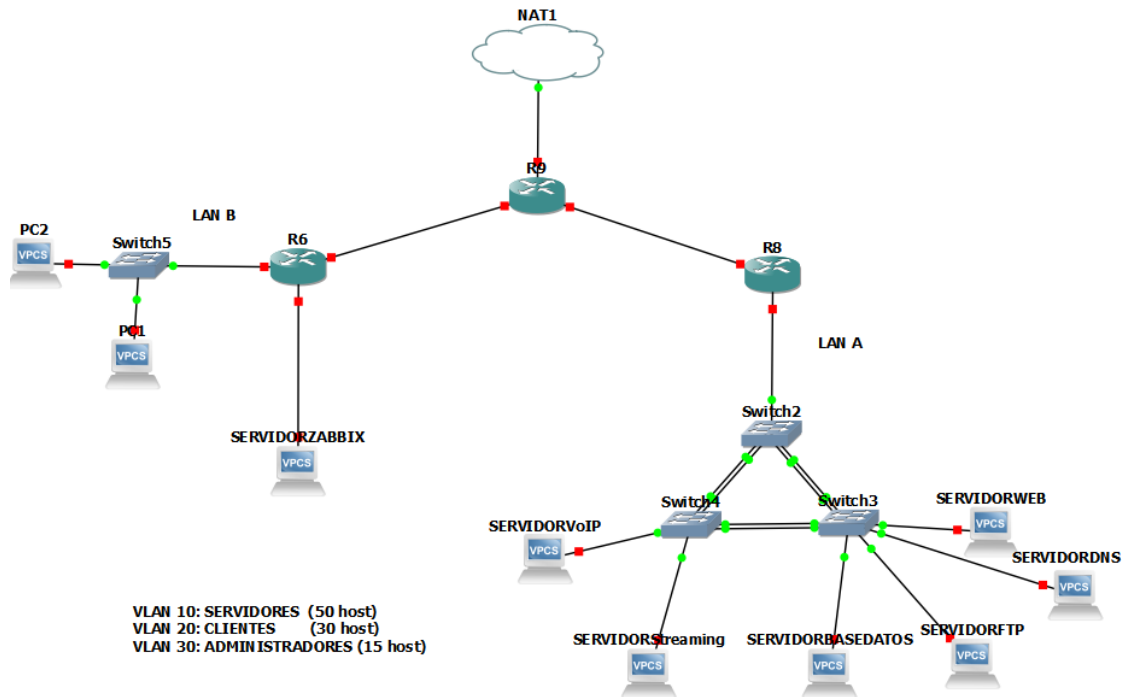 NAT1
R9
LAN B
PC2
Switch5
R6
R8
VPCS
PC1
VPCS
LAN A
Switch2
SERVIDORZABBIX
VPCS
Switch4
Switch3
SERVIDORWEB
VPCS
SERVIDORVoIP
VPCS
SERVIDORDNS
VPCS
VLAN 10: SERVIDORES (50 host)
VLAN 20: CLIENTES (30 host)
VLAN 30: ADMINISTRADORES (15 host)
SERVIDORStreaming
VPCS
SERVIDORBASEDATOS
VPCS
SERVIDORFTP
VPCS